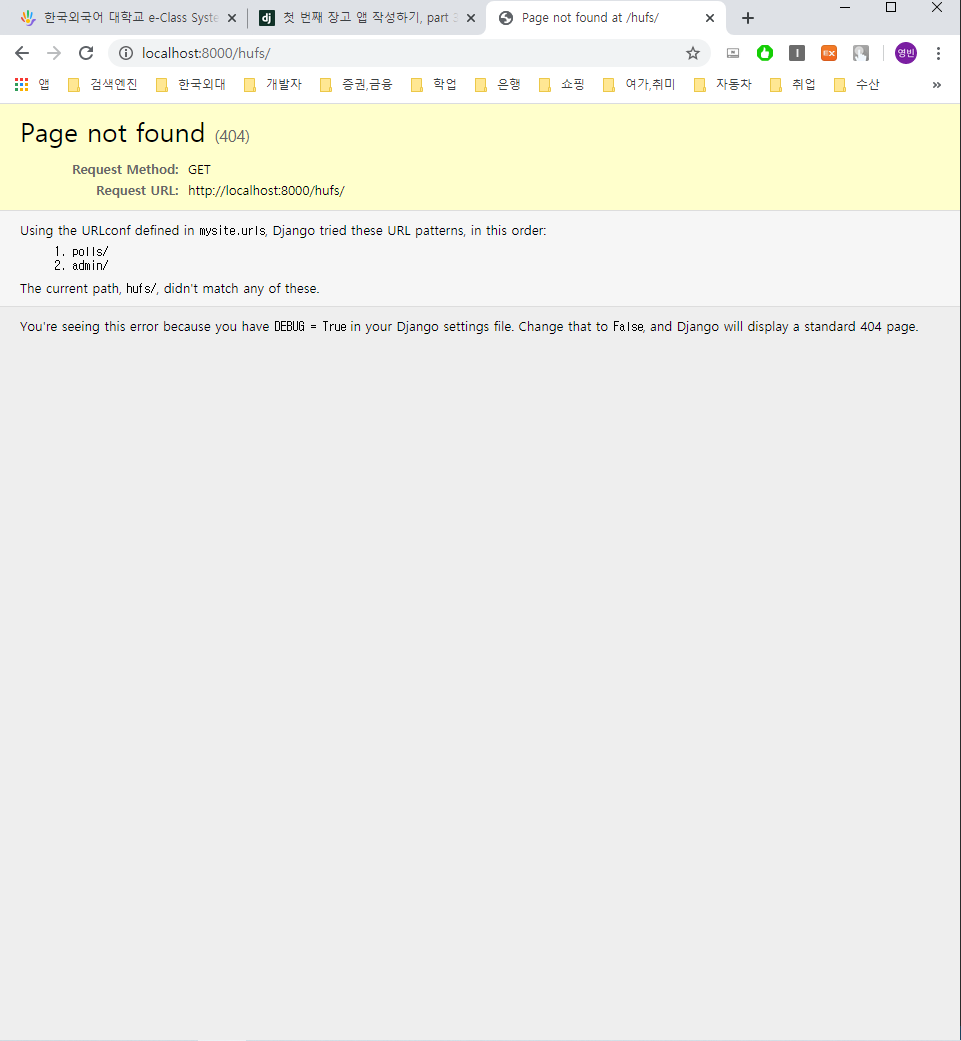 한국외국어 대학교 e-Class Syste
첫 번째 장고 앱 작성하기, part 3
Page not found at /hufs/
localhost:8000/hufs/
EX
영빈
앱 검색엔진 한국외대 개발자 증권,금융 학업 은행 쇼핑 여가,취미 자동차 취업 수산 »
Page not found (404)
Request Method: GET
Request URL: http://localhost:8000/hufs/
Using the URLconf defined in mysite.urls, Django tried these URL patterns, in this order:
1. polls/
2. admin/
The current path, hufs/, didn't match any of these.
You're seeing this error because you have DEBUG = True in your Django settings file. Change that to False, and Django will display a standard 404 page.